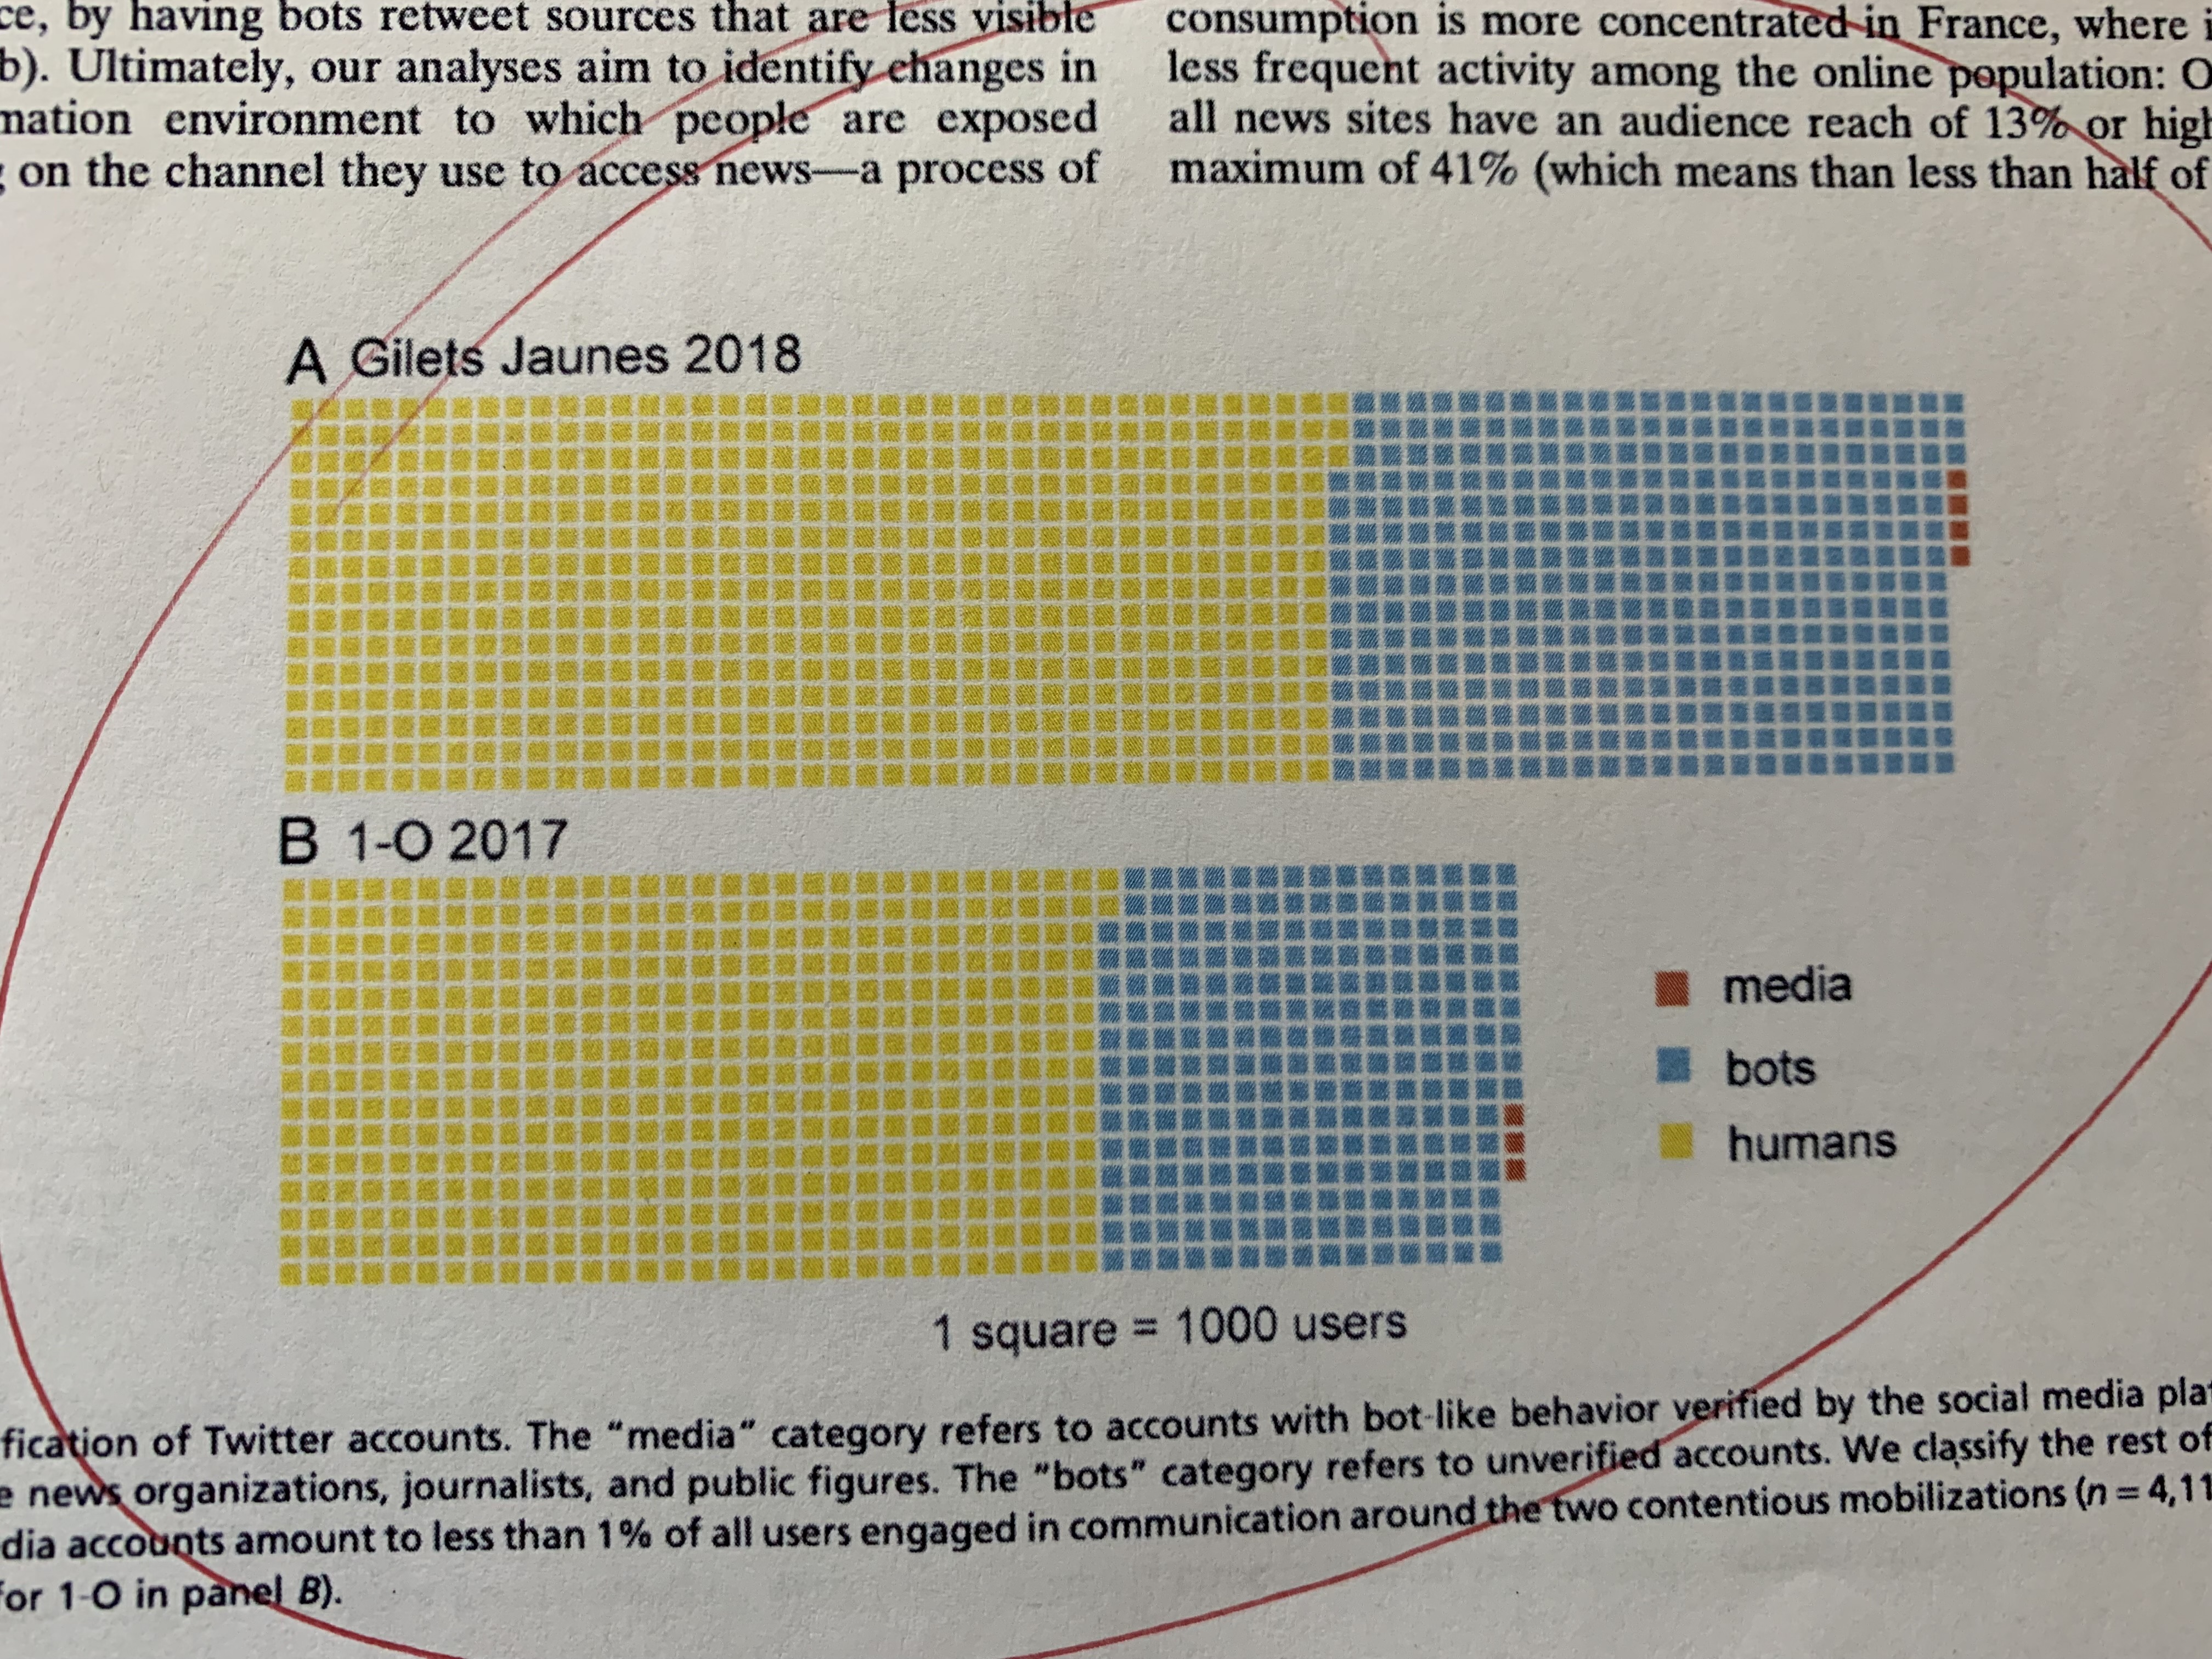 by having bots retweet sources that are less visible
b). Ultimately, our analyses aim to identify changes in
environment to which people are exposed
on the channel they use to access news—a process of
consumption is more concentrated in France, where
less frequent activity among the online population:
all news sites have an audience reach of 13% or
maximum of 41% (which means than less than half of
A Gilets Jaunes 2018
B 1-O 2017
media
bots
humans
1 square = 1000 users
of Twitter accounts. The “media” category refers to accounts with bot-like behavior verified by the social media
news organizations, journalists, and public figures. The “bots” category refers to unverified accounts. We classify the rest of
accounts amount to less than 1% of all users engaged in communication around the two contentious mobilizations (n = 4,11
for 1-O in panel B).